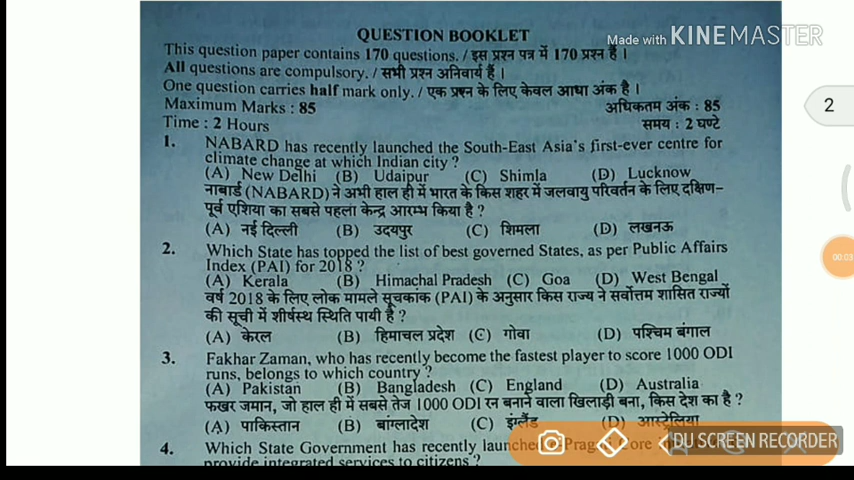 QUESTION BOOKLET
Made with KINEMASTER
This question paper contains 170 questions. / इस प्रश्न पत्र में 170 प्रश्न हैं ।
All questions are compulsory. / सभी प्रश्न अनिवार्य हैं ।
One question carries half mark only. / एक प्रश्न के लिए केवल आधा अंक है ।
Maximum Marks : 85 अधिकतम अंक : 85
Time : 2 Hours समय : 2 घण्टे
2
1. NABARD has recently launched the South-East Asia's first-ever centre for
climate change at which Indian city ?
(A) New Delhi (B) Udaipur (C) Shimla (D) Lucknow
नाबार्ड (NABARD) ने अभी हाल ही में भारत के किस शहर में जलवायु परिवर्तन के लिए दक्षिण–
पूर्व एशिया का सबसे पहला केन्द्र आरम्भ किया है ?
(A) नई दिल्ली (B) उदयपुर (C) शिमला (D) लखनऊ
2. Which State has topped the list of best governed States, as per Public Affairs
Index (PAI) for 2018 ?
(A) Kerala (B) Himachal Pradesh (C) Goa (D) West Bengal
वर्ष 2018 के लिए लोक मामले सूचकांक (PAI) के अनुसार किस राज्य ने सर्वोत्तम शासित राज्यों
की सूची में शीर्षस्थ स्थिति पायी है ?
(A) केरल (B) हिमाचल प्रदेश (C) गोवा (D) पश्चिम बंगाल
00:03
3. Fakhar Zaman, who has recently become the fastest player to score 1000 ODI
runs, belongs to which country ?
(A) Pakistan (B) Bangladesh (C) England (D) Australia
फखर जमान, जो हाल ही में सबसे तेज 1000 ODI रन बनाने वाला खिलाड़ी बना, किस देश का है ?
(A) पाकिस्तान (B) बांग्लादेश (C) इंग्लैंड (D) आस्ट्रेलिया
4. Which State Government has recently launched
DU SCREEN RECORDER
provide integrated services to citizens ?